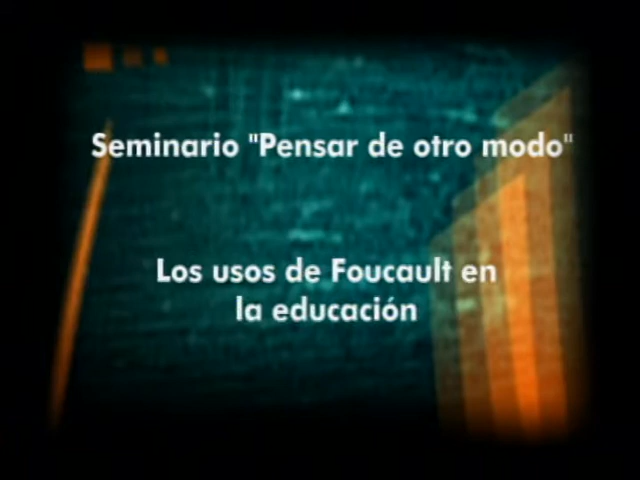 Seminario "Pensar de otro modo"
Los usos de Foucault en
la educación